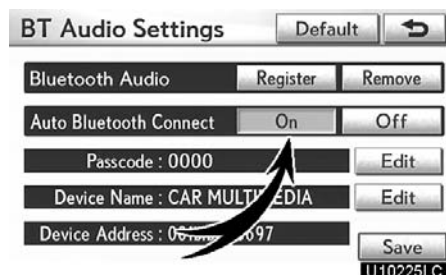 BT Audio Settings Default
Bluetooth Audio Register Remove
Auto Bluetooth Connect On Off
Passcode : 0000 Edit
Device Name : CAR MULTIMEDIA Edit
Device Address : Save
U10225LC